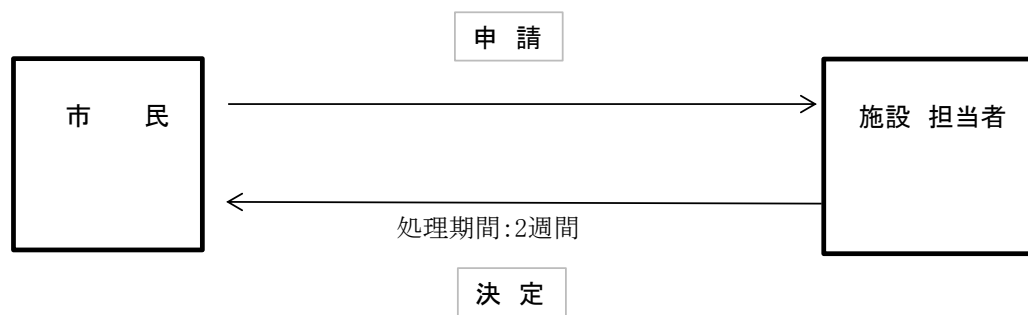 申 請
市 民
施設 担当者
処理期間:2週間
決 定